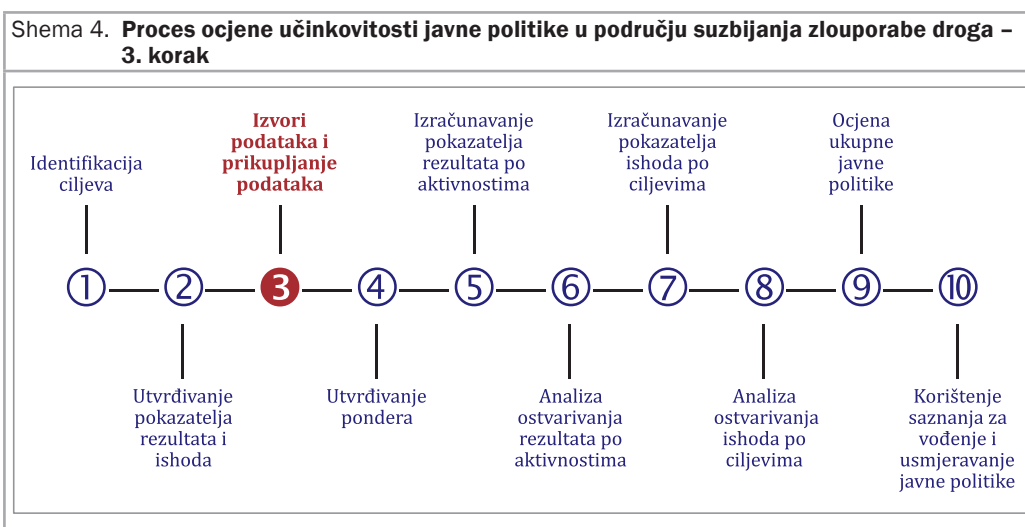 Shema 4. Proces ocjene učinkovitosti javne politike u području suzbijanja zlouporabe droga –
3. korak
Identifikacija
ciljeva
Izvori
podataka i
prikupljanje
podataka
Izračunavanje
pokazatelja
rezultata po
aktivnostima
Izračunavanje
pokazatelja
ishoda po
ciljevima
Ocjena
ukupne
javne
politike
1 2 3 4 5 6 7 8 9 10
Utvrđivanje
pokazatelja
rezultata i
ishoda
Utvrđivanje
pondera
Analiza
ostvarivanja
rezultata po
aktivnostima
Analiza
ostvarivanja
ishoda po
ciljevima
Korištenje
saznanja za
vođenje i
usmjeravanje
javne politike